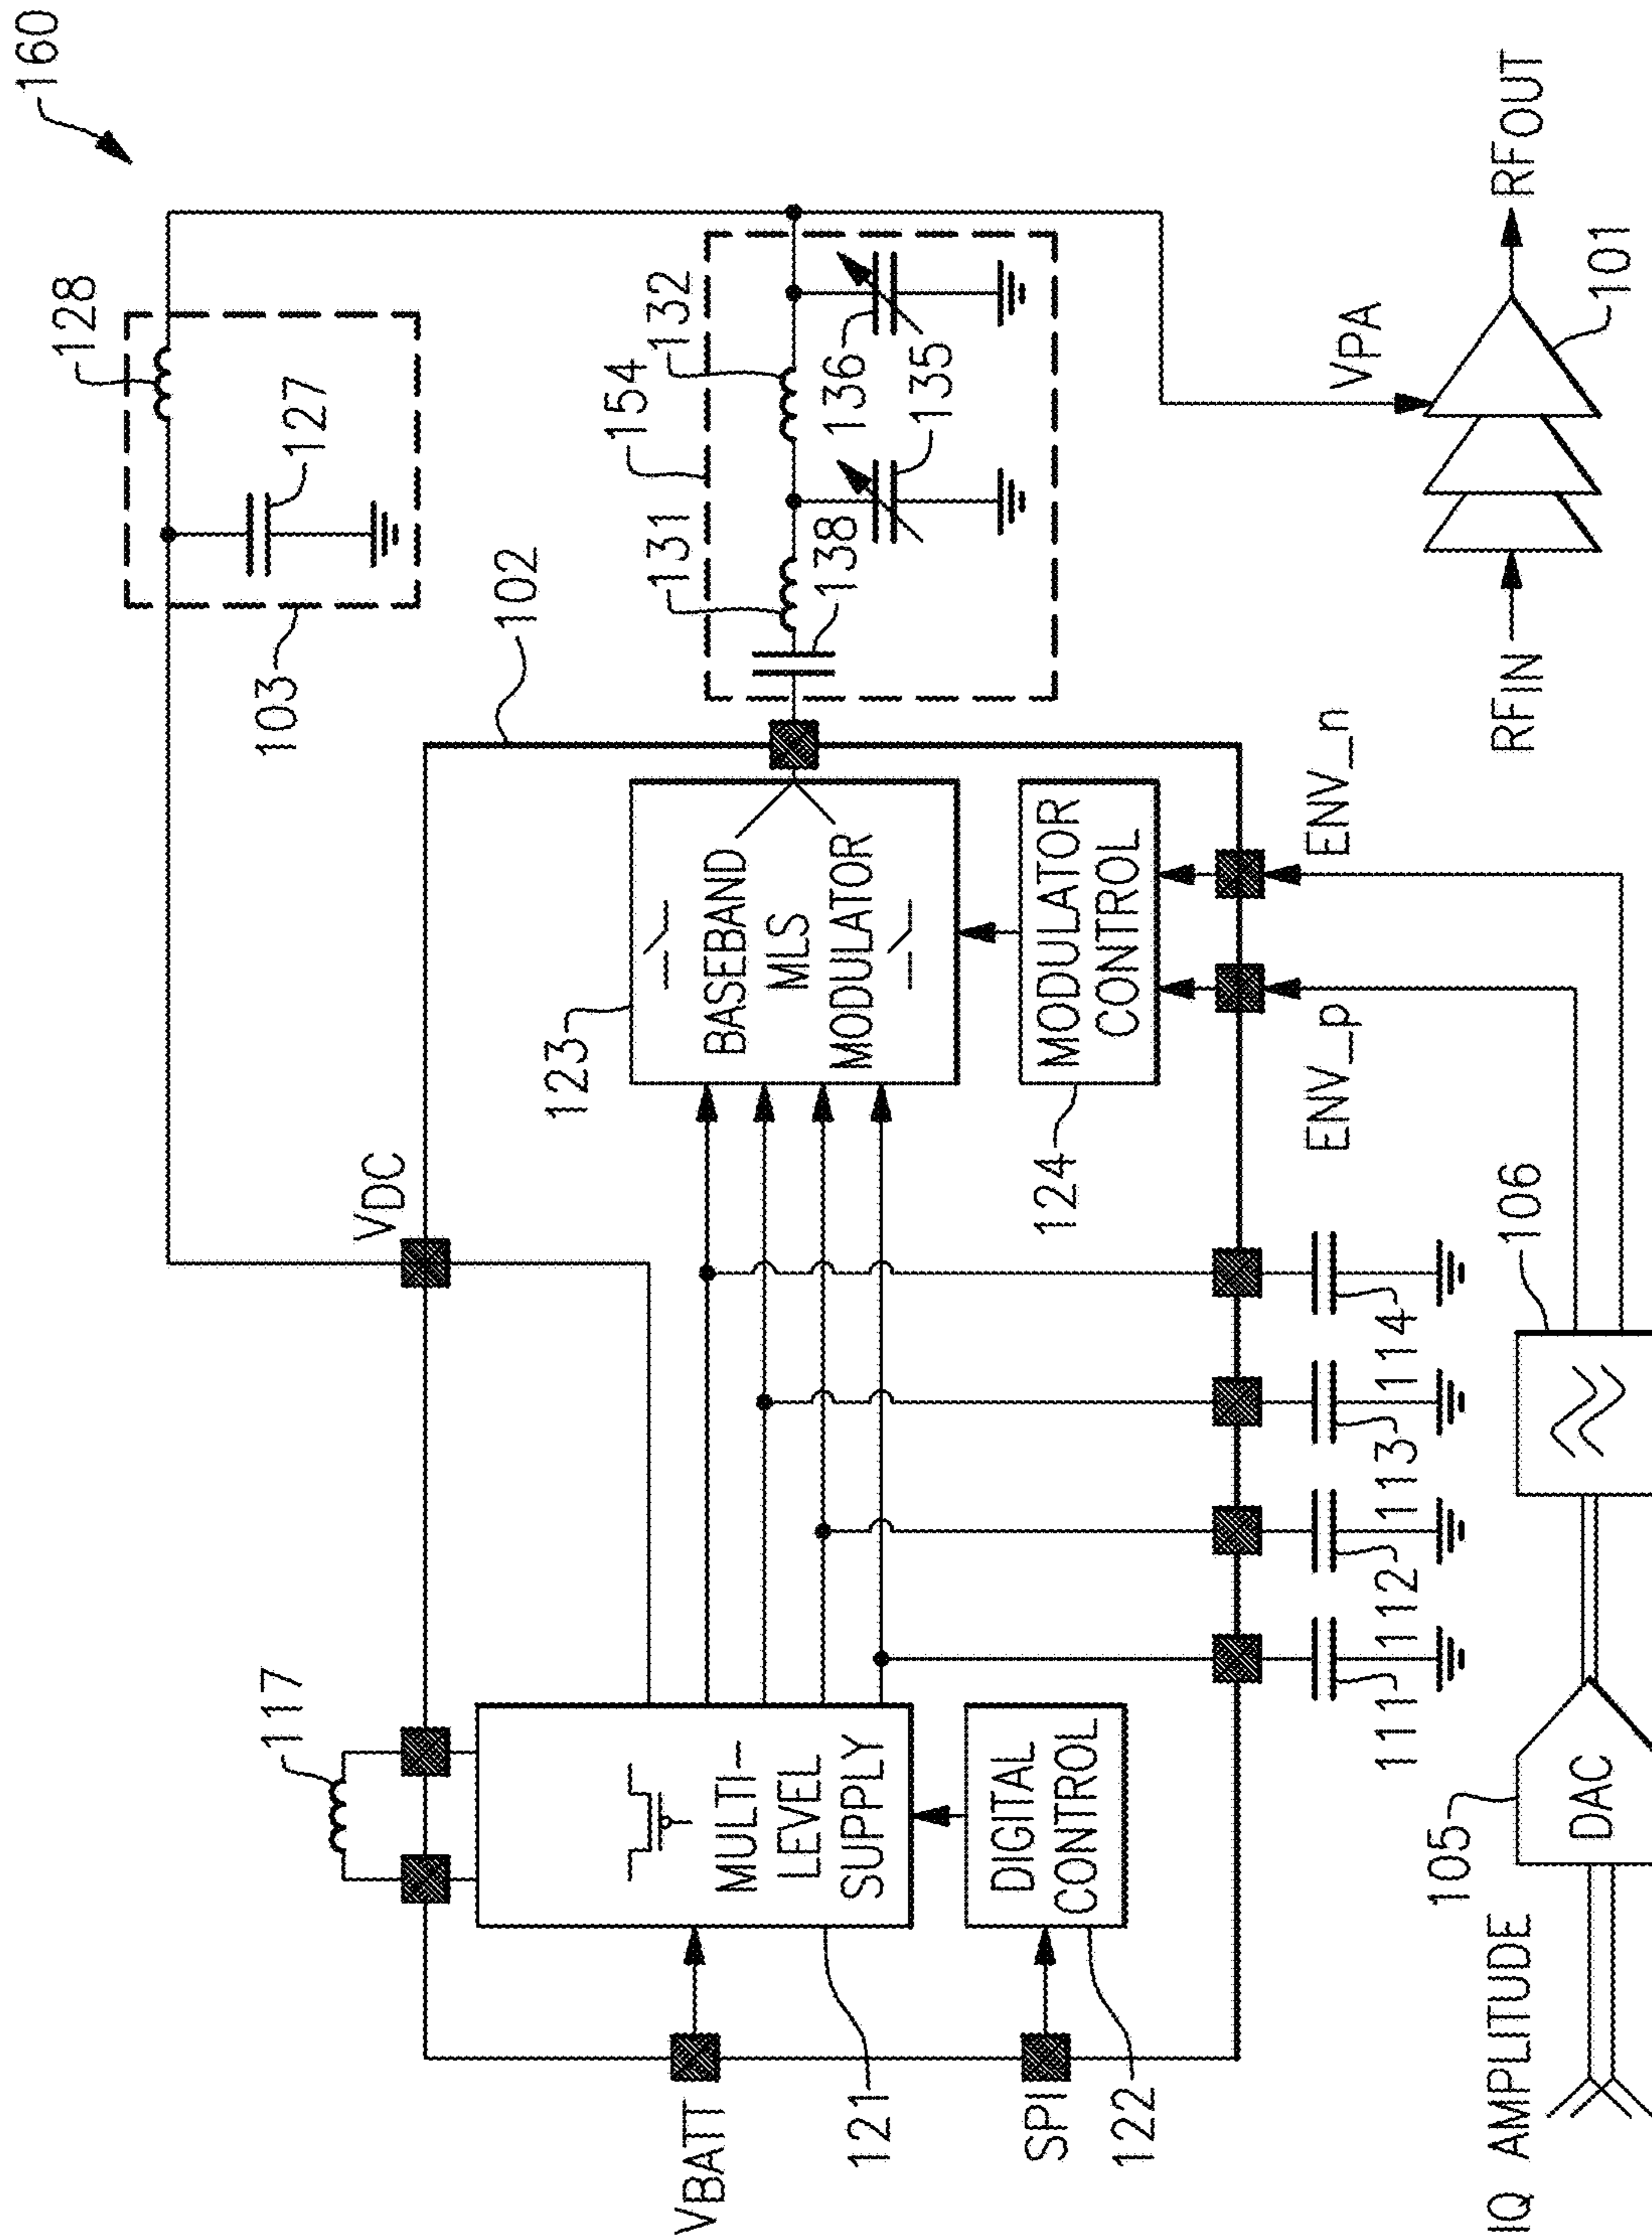 160
128
127
103
102
VDC
117
131
154
132
138
136
135
123
BASEBAND
MLS
MODULATOR
MODULATOR
CONTROL
124
MULTI-
LEVEL
SUPPLY
DIGITAL
CONTROL
VBATT
121
SPI
122
111
112
113
114
ENV_p
ENV_n
VPA
RFIN
RFOUT
101
IQ AMPLITUDE
105
DAC
106